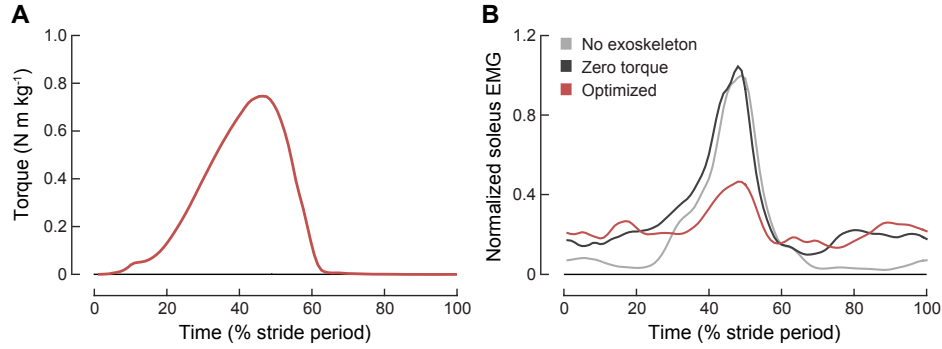 A
Torque (N m kg-1)
1.0
0.8
0.6
0.4
0.2
0
0 20 40 60 80 100
Time (% stride period)
B
Normalized soleus EMG
1.2
0.8
0.4
0
No exoskeleton
Zero torque
Optimized
0 20 40 60 80 100
Time (% stride period)